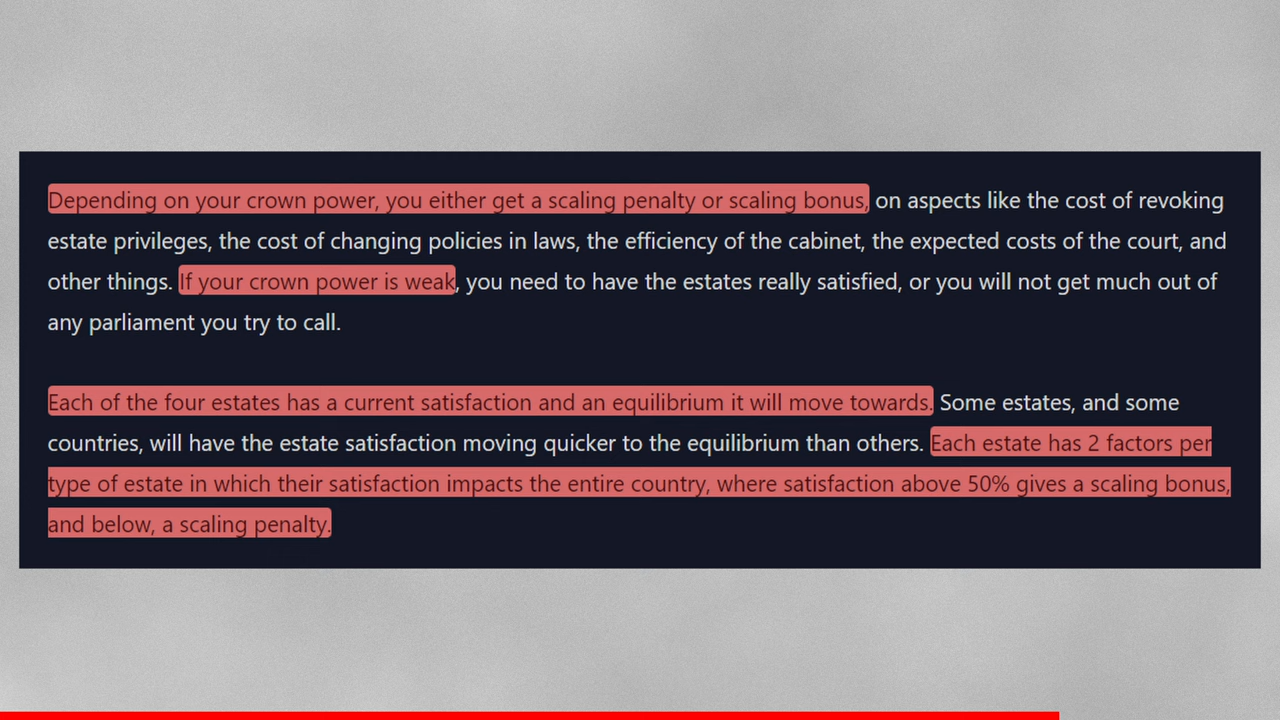 Depending on your crown power, you either get a scaling penalty or scaling bonus, on aspects like the cost of revoking
estate privileges, the cost of changing policies in laws, the efficiency of the cabinet, the expected costs of the court, and
other things. If your crown power is weak, you need to have the estates really satisfied, or you will not get much out of
any parliament you try to call.
Each of the four estates has a current satisfaction and an equilibrium it will move towards. Some estates, and some
countries, will have the estate satisfaction moving quicker to the equilibrium than others. Each estate has 2 factors per
type of estate in which their satisfaction impacts the entire country, where satisfaction above 50% gives a scaling bonus,
and below, a scaling penalty.